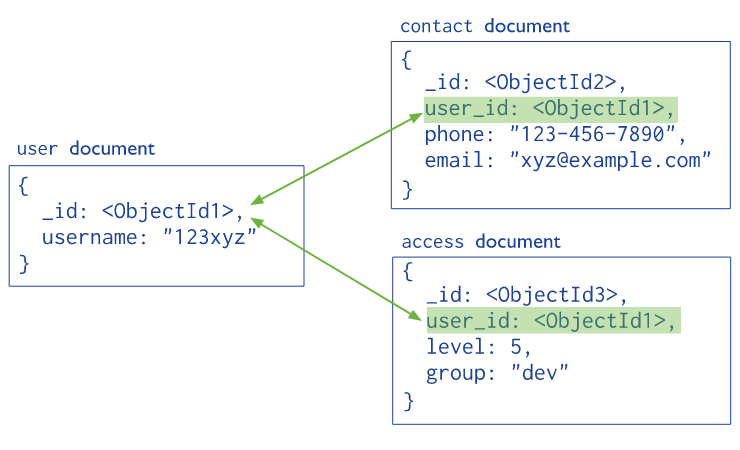 user document
{
_id: <ObjectId1>,
username: "123xyz"
}
contact document
{
_id: <ObjectId2>,
user_id: <ObjectId1>,
phone: "123-456-7890",
email: "xyz@example.com"
}
access document
{
_id: <ObjectId3>,
user_id: <ObjectId1>,
level: 5,
group: "dev"
}